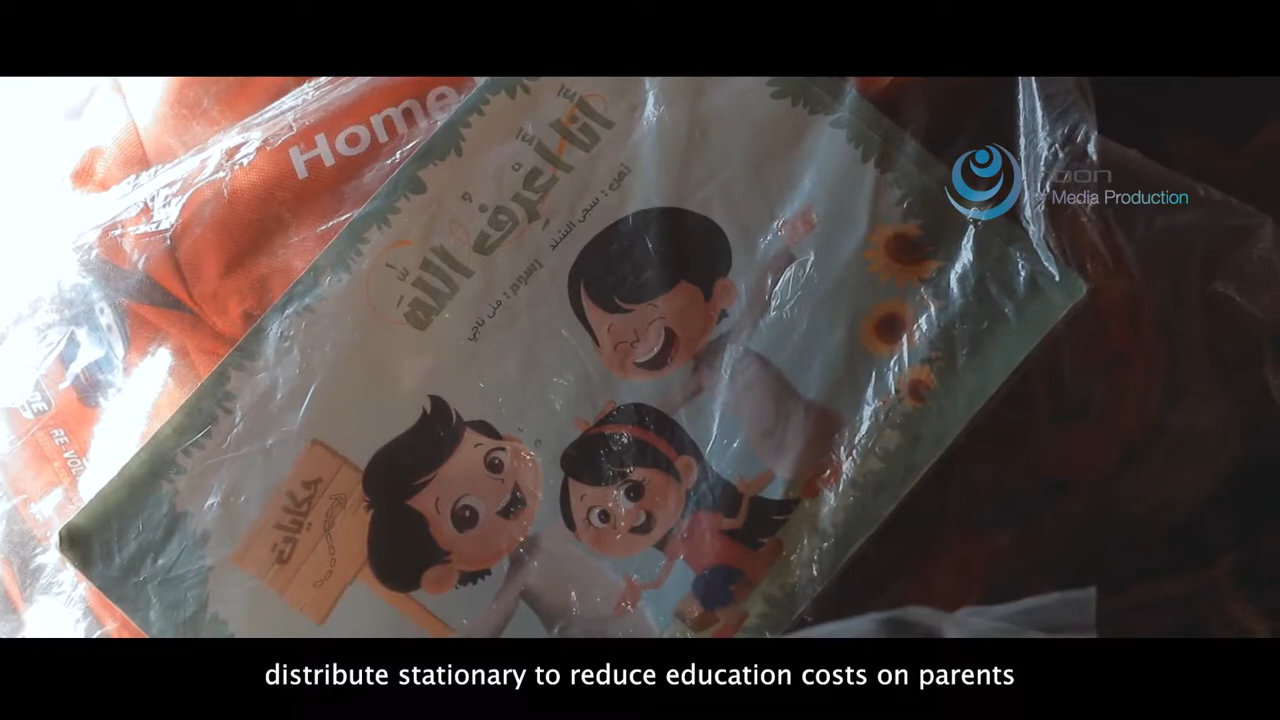 Home
أنا أعرف الله
نص: سجى السند رسوم: منى ناجي
حكايات
Media Production
distribute stationary to reduce education costs on parents